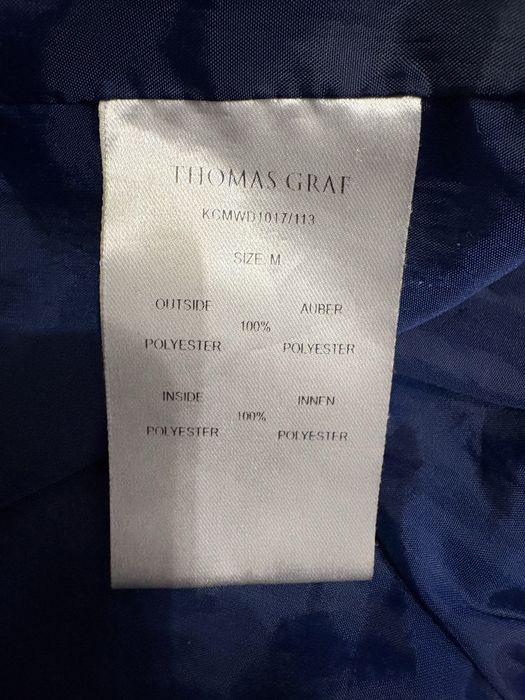 THOMAS GRAF
KCMWD1017/113
SIZE M
OUTSIDE AUBER
100%
POLYESTER POLYESTER
INSIDE INNEN
100%
POLYESTER POLYESTER